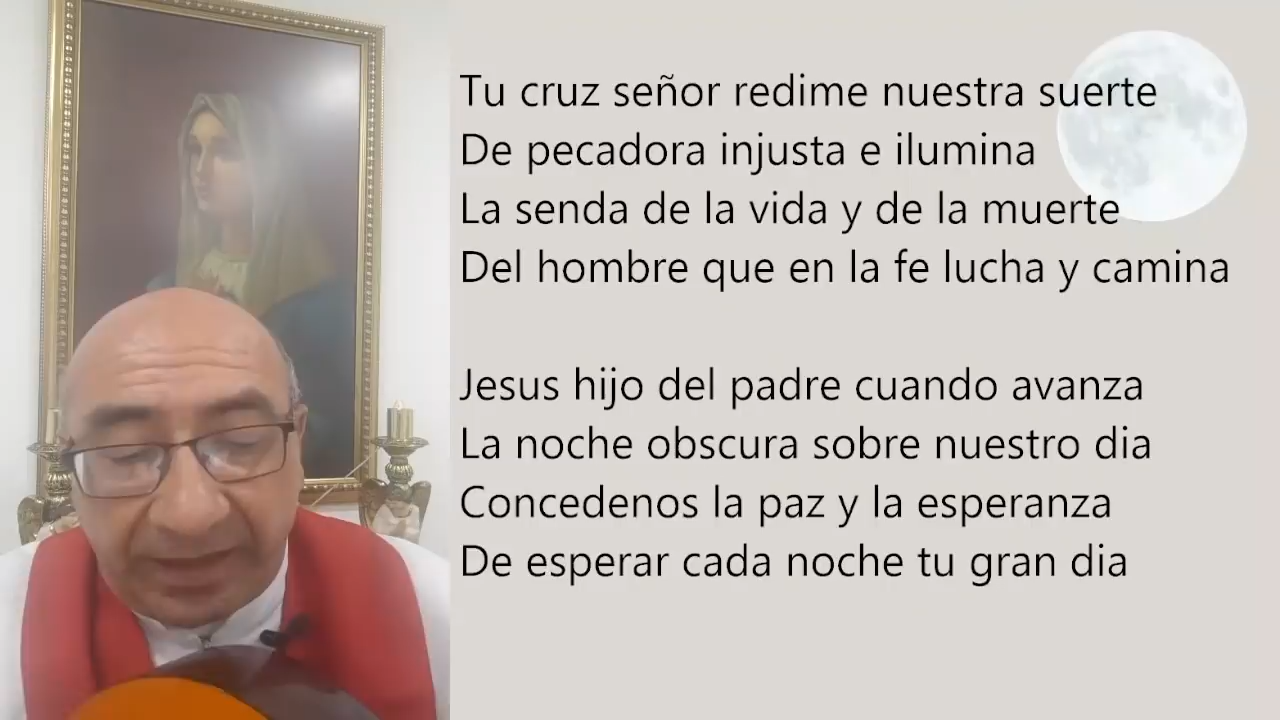 Tu cruz señor redime nuestra suerte
De pecadora injusta e ilumina
La senda de la vida y de la muerte
Del hombre que en la fe lucha y camina
Jesus hijo del padre cuando avanza
La noche obscura sobre nuestro dia
Concedenos la paz y la esperanza
De esperar cada noche tu gran dia